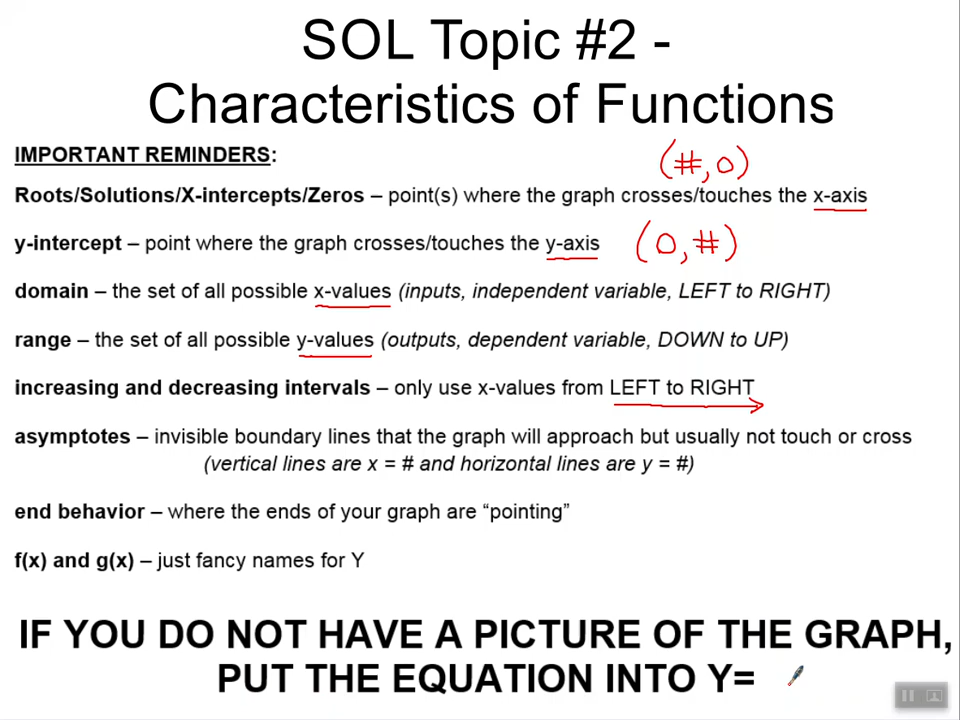 SOL Topic #2 -
Characteristics of Functions
IMPORTANT REMINDERS:
(#,0)
Roots/Solutions/X-intercepts/Zeros – point(s) where the graph crosses/touches the x-axis
y-intercept – point where the graph crosses/touches the y-axis (0,#)
domain – the set of all possible x-values (inputs, independent variable, LEFT to RIGHT)
range – the set of all possible y-values (outputs, dependent variable, DOWN to UP)
increasing and decreasing intervals – only use x-values from LEFT to RIGHT
asymptotes – invisible boundary lines that the graph will approach but usually not touch or cross
(vertical lines are x = # and horizontal lines are y = #)
end behavior – where the ends of your graph are “pointing”
f(x) and g(x) – just fancy names for Y
IF YOU DO NOT HAVE A PICTURE OF THE GRAPH,
PUT THE EQUATION INTO Y=